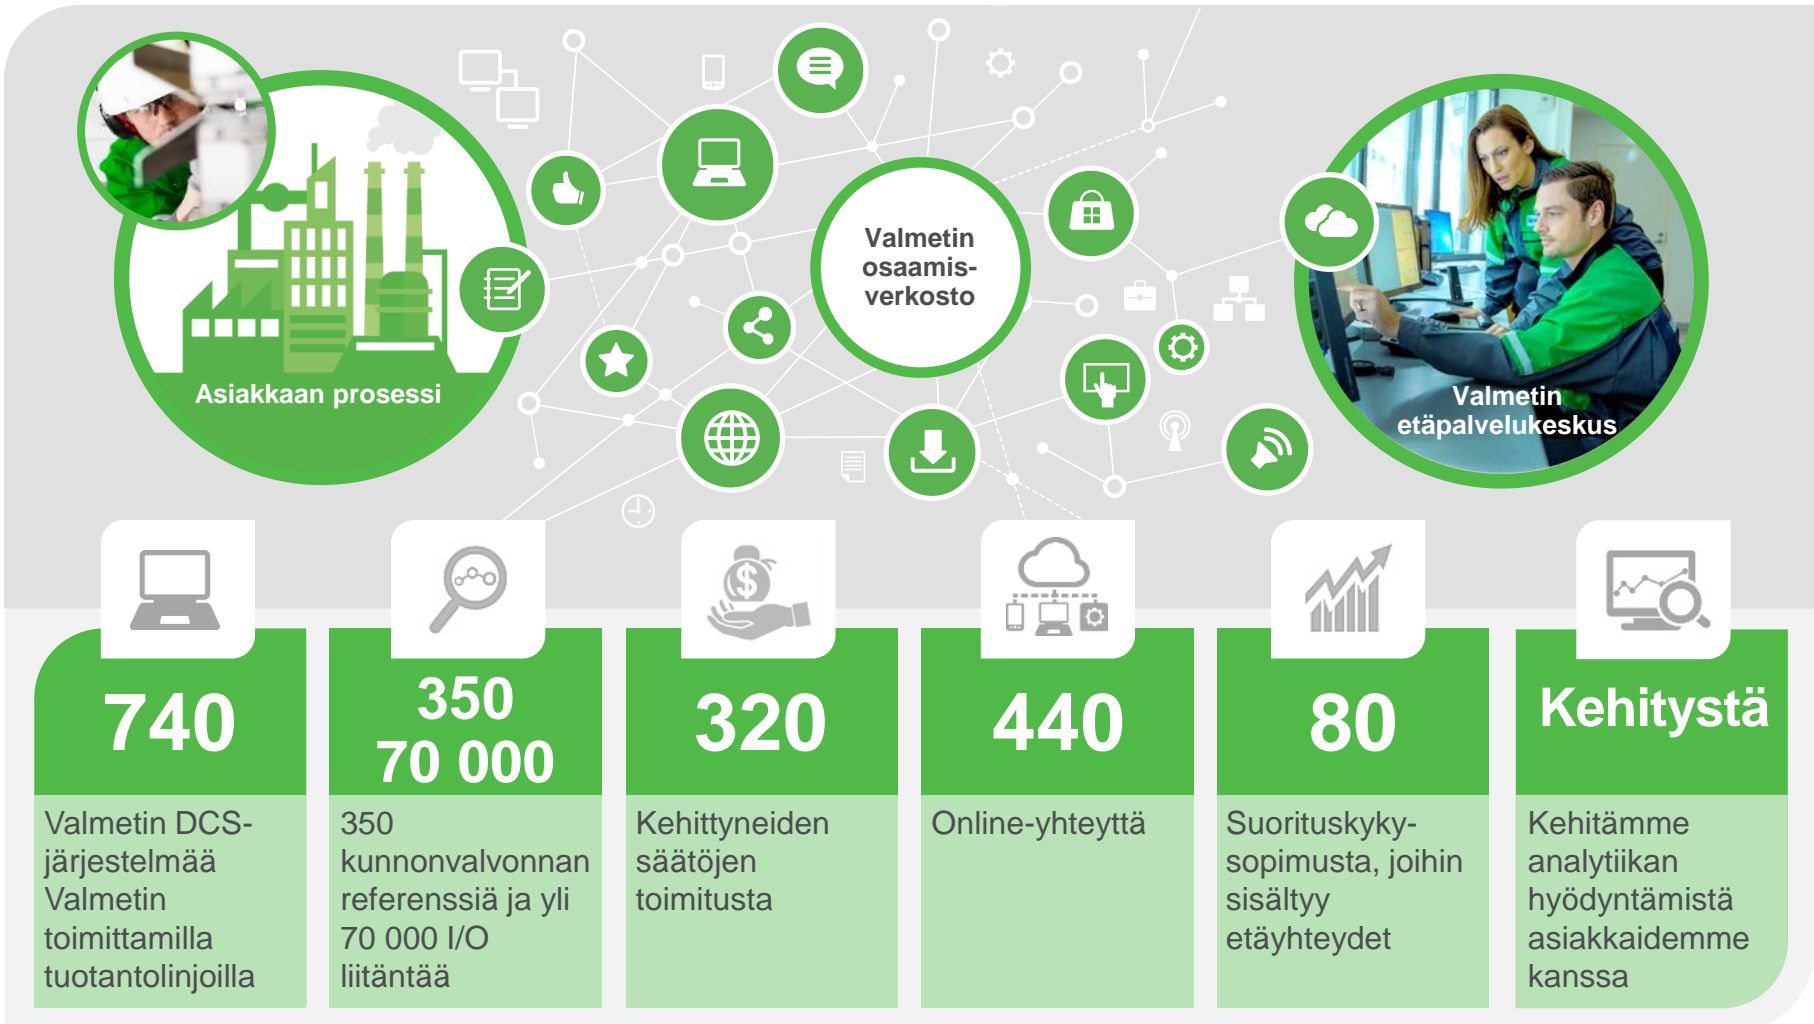 Valmetin
osaamis-
verkosto
Asiakkaan prosessi
Valmetin
etäpalvelukeskus
740
Valmetin DCS-
järjestelmää
Valmetin
toimittamilla
tuotantolinjoilla
350
70 000
350
kunnonvalvonnan
referenssiä ja yli
70 000 I/O
liitäntää
320
Kehittyneiden
säätöjen
toimitusta
440
Online-yhteyttä
80
Suorituskyky-
sopimusta, joihin
sisältyy
etäyhteydet
Kehitystä
Kehitämme
analytiikan
hyödyntämistä
asiakkaidemme
kanssa